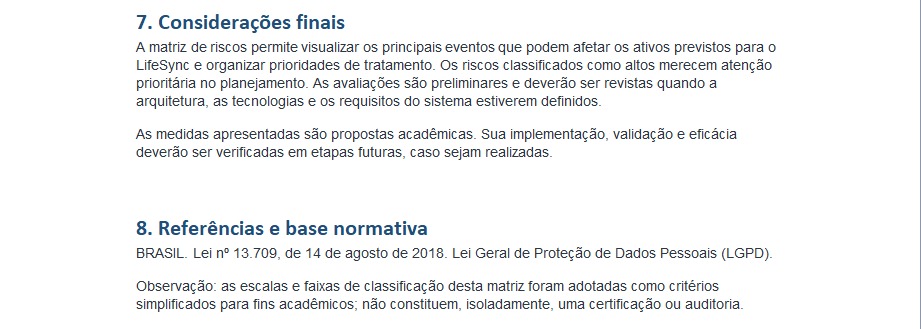 7. Considerações finais
A matriz de riscos permite visualizar os principais eventos que podem afetar os ativos previstos para o
LifeSync e organizar prioridades de tratamento. Os riscos classificados como altos merecem atenção
prioritária no planejamento. As avaliações são preliminares e deverão ser revistas quando a
arquitetura, as tecnologias e os requisitos do sistema estiverem definidos.
As medidas apresentadas são propostas acadêmicas. Sua implementação, validação e eficácia
deverão ser verificadas em etapas futuras, caso sejam realizadas.
8. Referências e base normativa
BRASIL. Lei nº 13.709, de 14 de agosto de 2018. Lei Geral de Proteção de Dados Pessoais (LGPD).
Observação: as escalas e faixas de classificação desta matriz foram adotadas como critérios
simplificados para fins acadêmicos; não constituem, isoladamente, uma certificação ou auditoria.